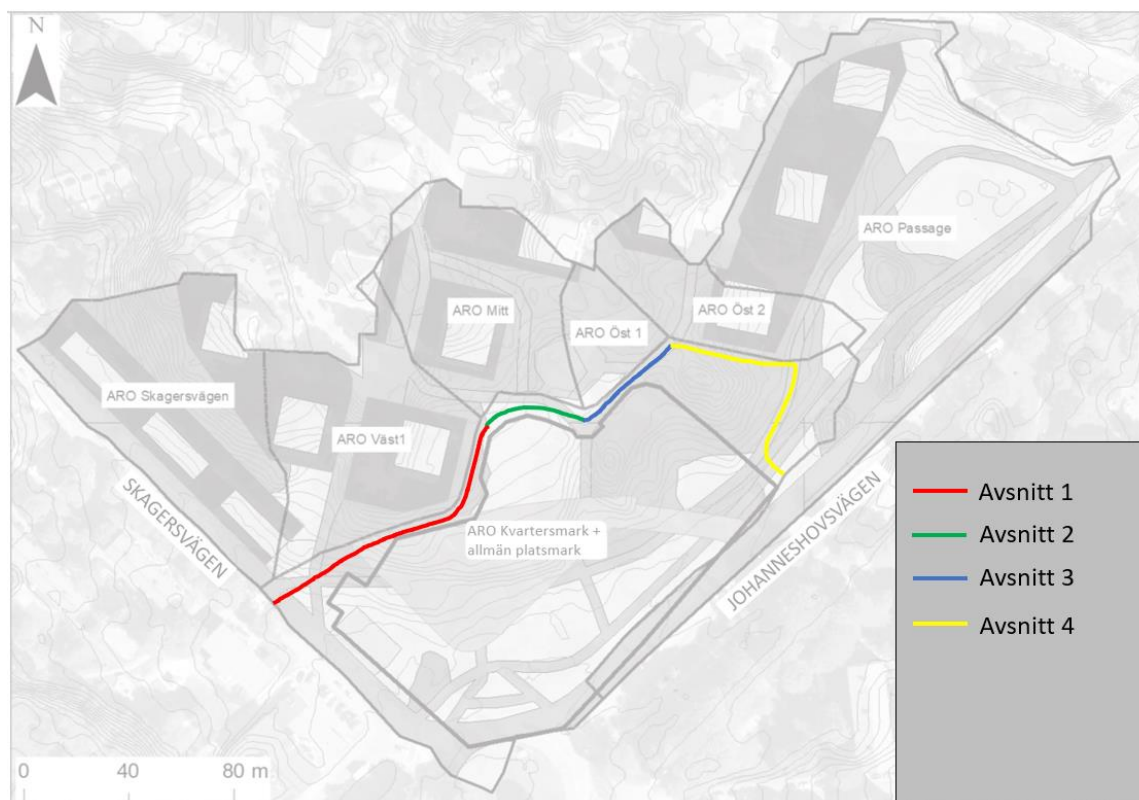 N
ARO Passage
ARO Mitt
ARO Öst 2
ARO Öst 1
ARO Skagersvägen
ARO Väst1
SKAGERSVÄGEN
ARO Kvartersmark +
allmän platsmark
JOHANNESHOVSVÄGEN
Avsnitt 1
Avsnitt 2
Avsnitt 3
Avsnitt 4
0 40 80 m